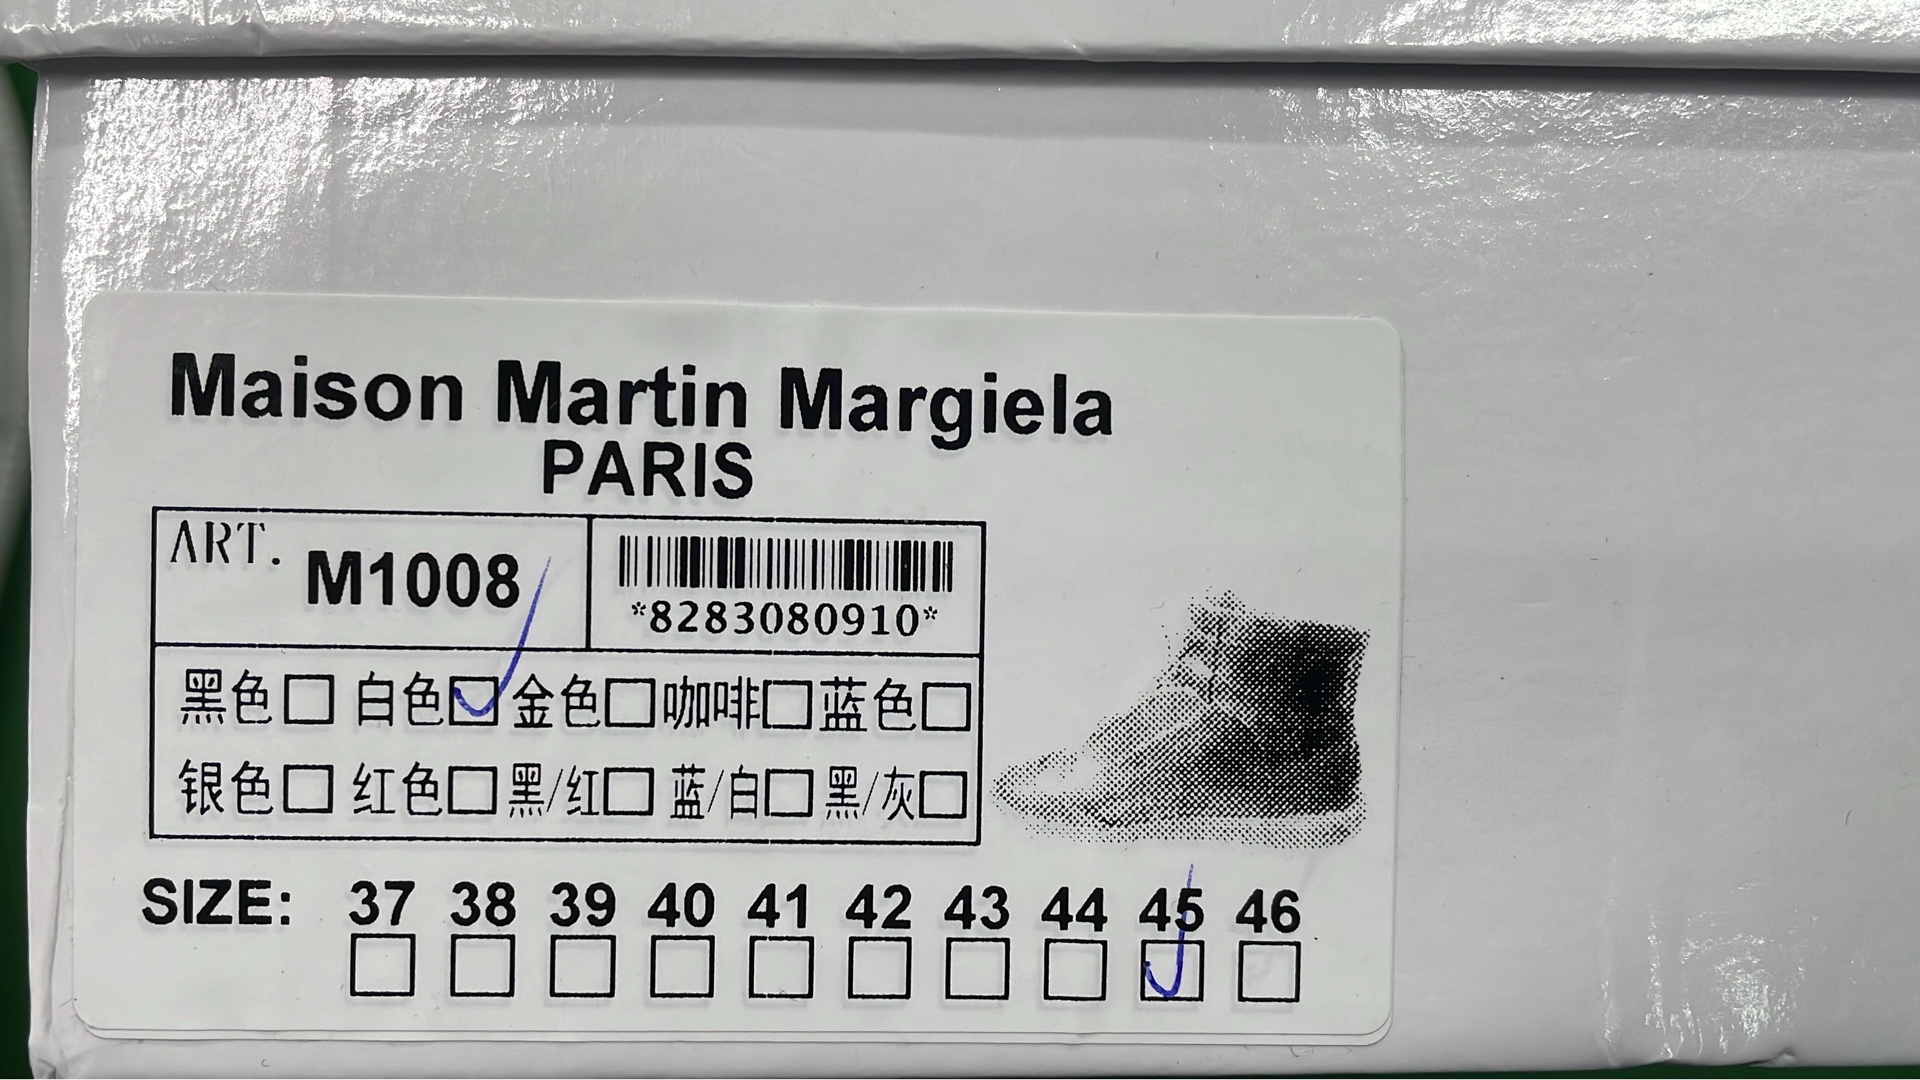 Maison Martin Margiela
PARIS
ART. M1008
*8283080910*
黑色□ 白色□ 金色□ 咖啡□ 蓝色□
银色□ 红色□ 黑/红□ 蓝/白□ 黑/灰□
SIZE: 37 38 39 40 41 42 43 44 45 46